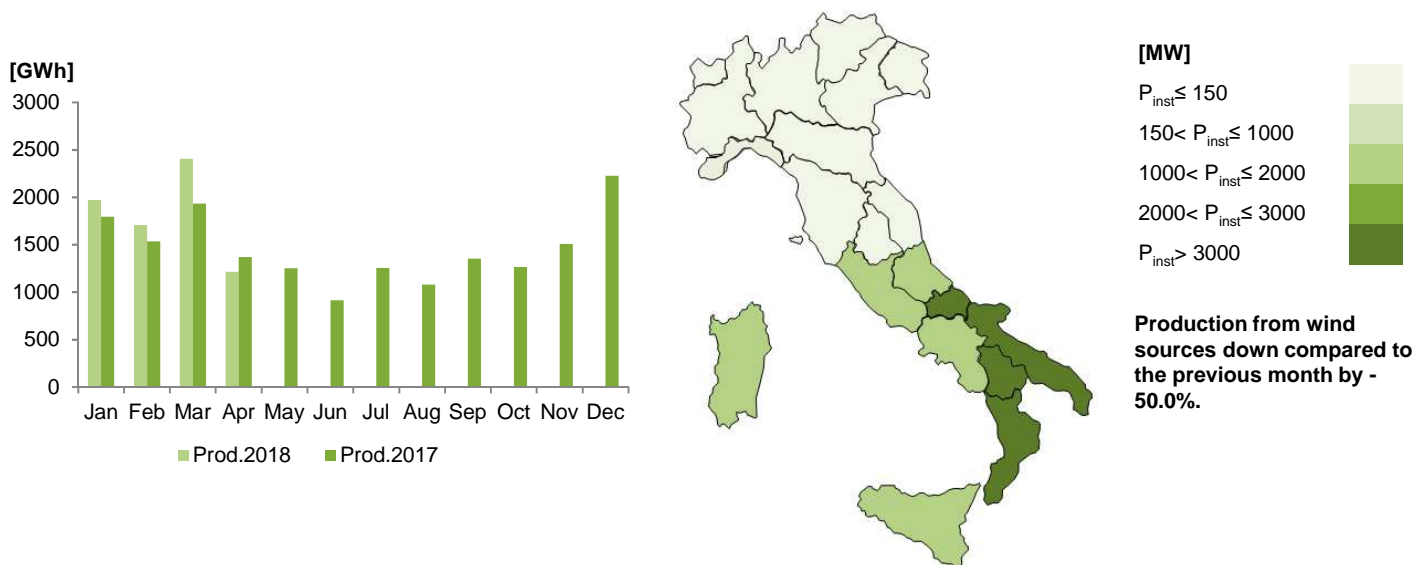 [GWh]
3000
2500
2000
1500
1000
500
0
Jan Feb Mar Apr May Jun Jul Aug Sep Oct Nov Dec
Prod.2018 Prod.2017
[MW]
Pinst≤ 150
150< Pinst≤ 1000
1000< Pinst≤ 2000
2000< Pinst≤ 3000
Pinst> 3000
Production from wind
sources down compared to
the previous month by -
50.0%.